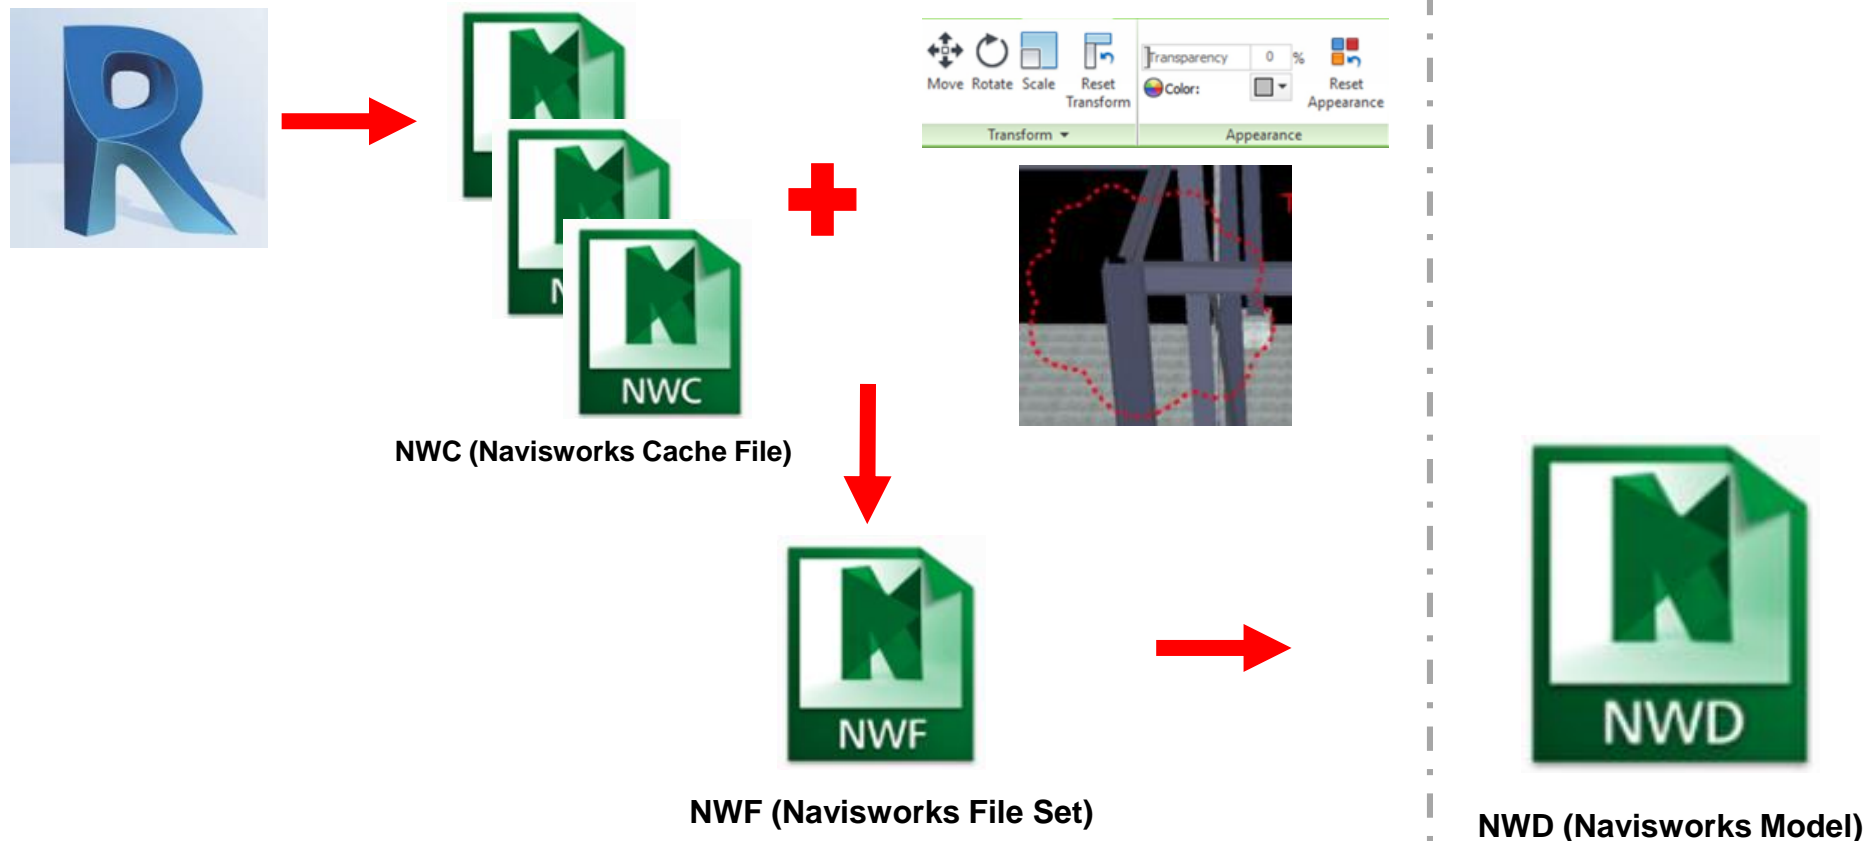 Move Rotate Scale Reset Transform
Transparency 0 %
Color:
Reset Appearance
Transform
Appearance
NWC
NWC (Navisworks Cache File)
NWF
NWF (Navisworks File Set)
NWD
NWD (Navisworks Model)